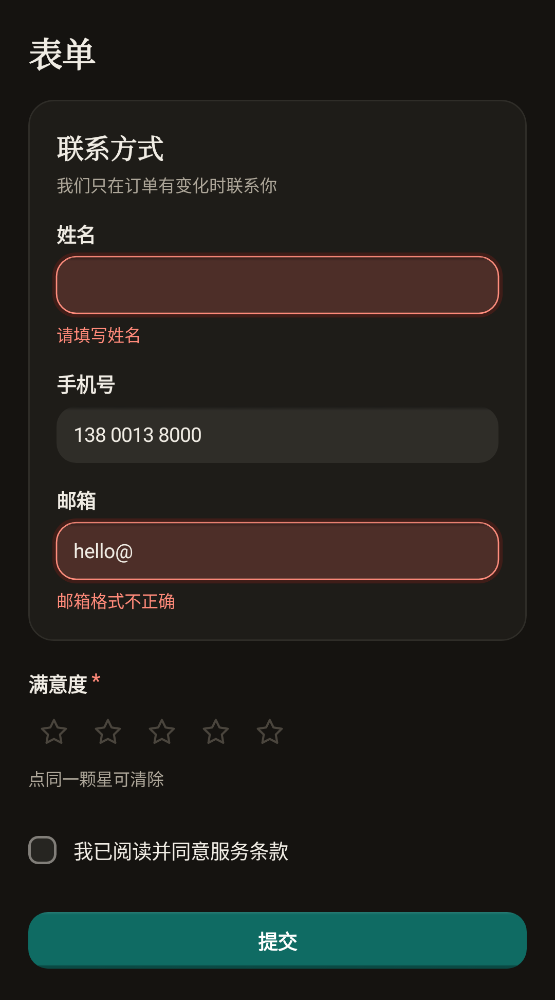 表单
联系方式
我们只在订单有变化时联系你
姓名
请填写姓名
手机号
138 0013 8000
邮箱
hello@
邮箱格式不正确
满意度 *
点同一颗星可清除
我已阅读并同意服务条款
提交